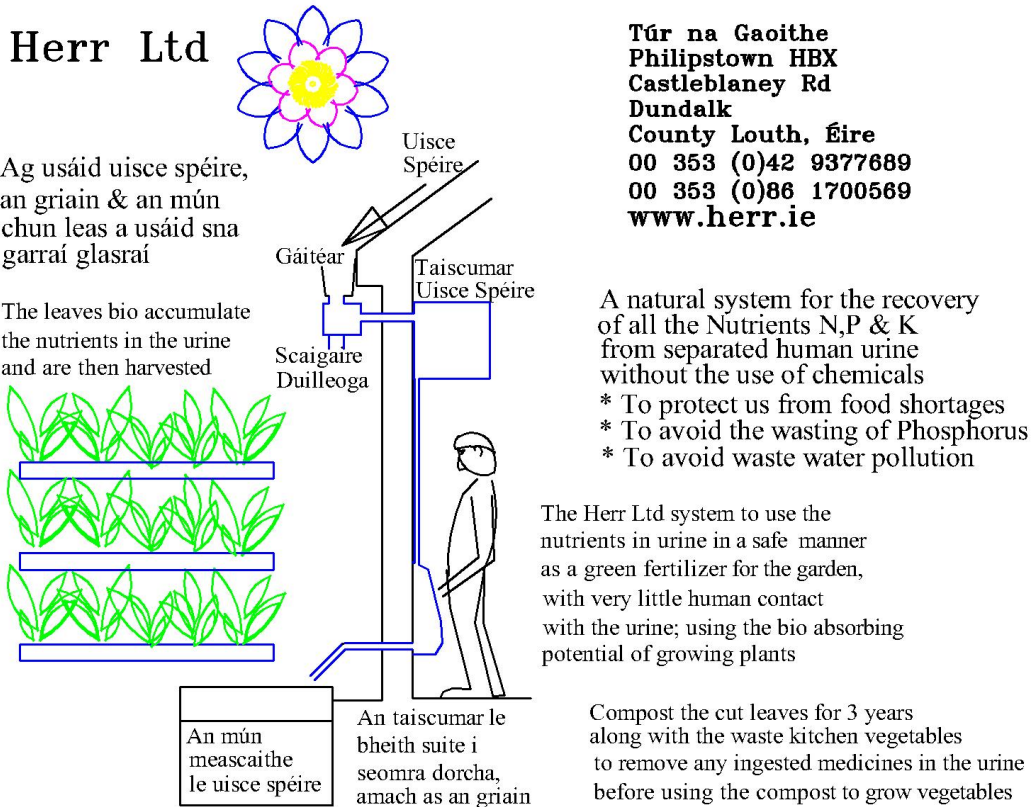 Herr Ltd
Túr na Gaoithe
Philipstown HBX
Castleblaney Rd
Dundalk
County Louth, Éire
00 353 (0)42 9377689
00 353 (0)86 1700569
www.herr.ie
Ag usáid uisce spéire,
an griain & an mún
chun leas a usáid sna
garraí glasraí
The leaves bio accumulate
the nutrients in the urine
and are then harvested
Uisce
Spéire
Gáitéar
Taiscumar
Uisce Spéire
Scaigaire
Duilleoga
A natural system for the recovery
of all the Nutrients N,P & K
from separated human urine
without the use of chemicals
* To protect us from food shortages
* To avoid the wasting of Phosphorus
* To avoid waste water pollution
The Herr Ltd system to use the
nutrients in urine in a safe manner
as a green fertilizer for the garden,
with very little human contact
with the urine; using the bio absorbing
potential of growing plants
An mún
meascaithe
le uisce spéire
An taiscumar le
bheith suite i
seomra dorcha,
amach as an griain
Compost the cut leaves for 3 years
along with the waste kitchen vegetables
to remove any ingested medicines in the urine
before using the compost to grow vegetables